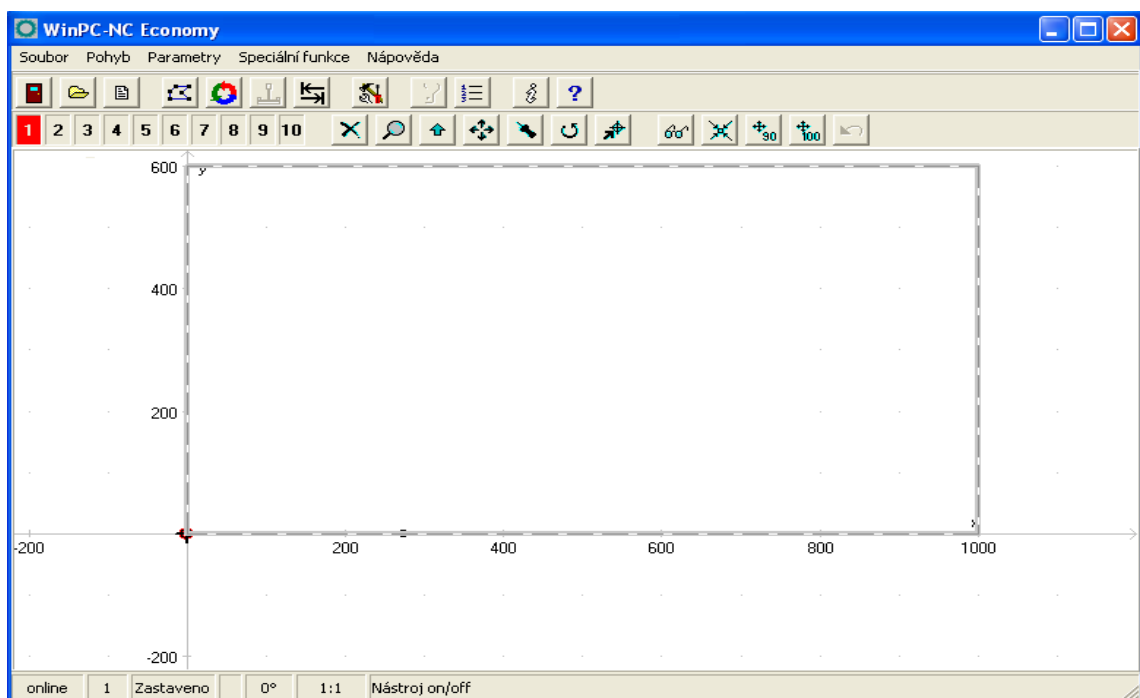 WinPC-NC Economy
Soubor Pohyb Parametry Speciální funkce Nápověda
?
1 2 3 4 5 6 7 8 9 10 90 100
600 y
400
200
x
-200 200 400 600 800 1000
-200
online 1 Zastaveno 0° 1:1 Nástroj on/off